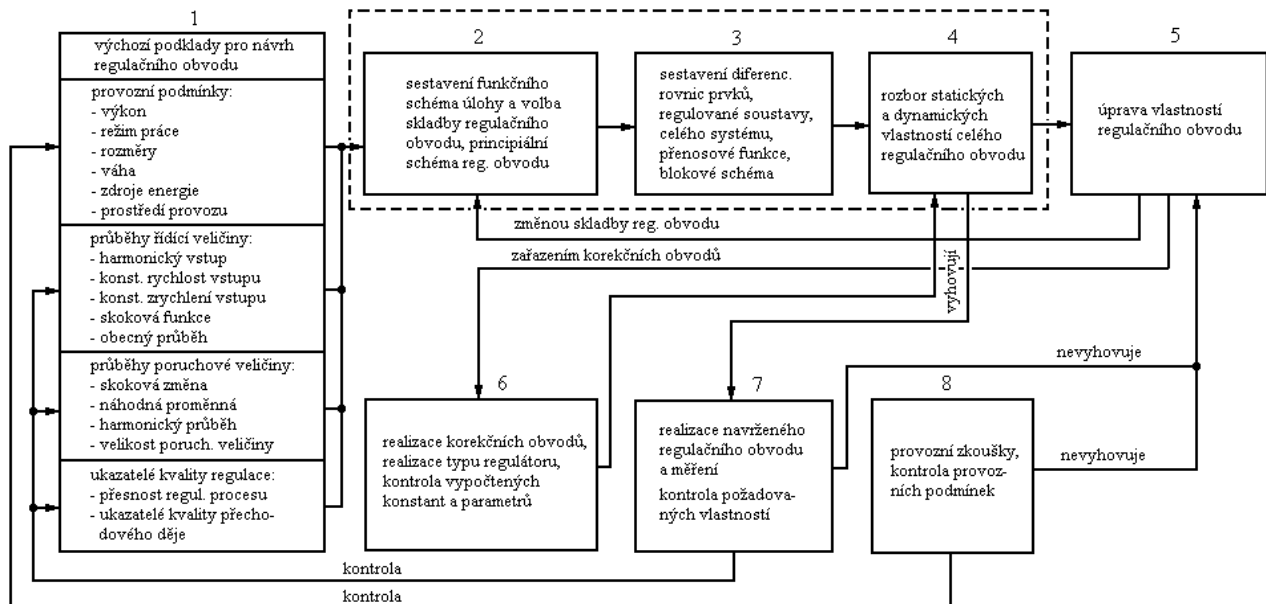 1
výchozí podklady pro návrh
regulačního obvodu
provozní podmínky:
- výkon
- režim práce
- rozměry
- váha
- zdroje energie
- prostředí provozu
průběhy řídící veličiny:
- harmonický vstup
- konst. rychlost vstupu
- konst. zrychlení vstupu
- skoková funkce
- obecný průběh
průběhy poruchové veličiny:
- skoková změna
- náhodná proměnná
- harmonický průběh
- velikost poruch. veličiny
ukazatelé kvality regulace:
- přesnost regul. procesu
- ukazatelé kvality přecho-
dového děje
2
sestavení funkčního
schéma úlohy a volba
skladby regulačního
obvodu, principiální
schéma reg. obvodu
3
sestavení diferenc.
rovnic prvků,
regulované soustavy,
celého systému,
přenosové funkce,
blokové schéma
4
rozbor statických
a dynamických
vlastností celého
regulačního obvodu
5
úprava vlastností
regulačního obvodu
změnou skladby reg. obvodu
zařazením korekčních obvodů
vyhovují
6
realizace korekčních obvodů,
realizace typu regulátoru,
kontrola vypočtených
konstant a parametrů
7
realizace navrženého
regulačního obvodu
a měření
kontrola požadova-
ných vlastností
nevyhovuje
8
provozní zkoušky,
kontrola provoz-
ních podmínek
nevyhovuje
kontrola
kontrola